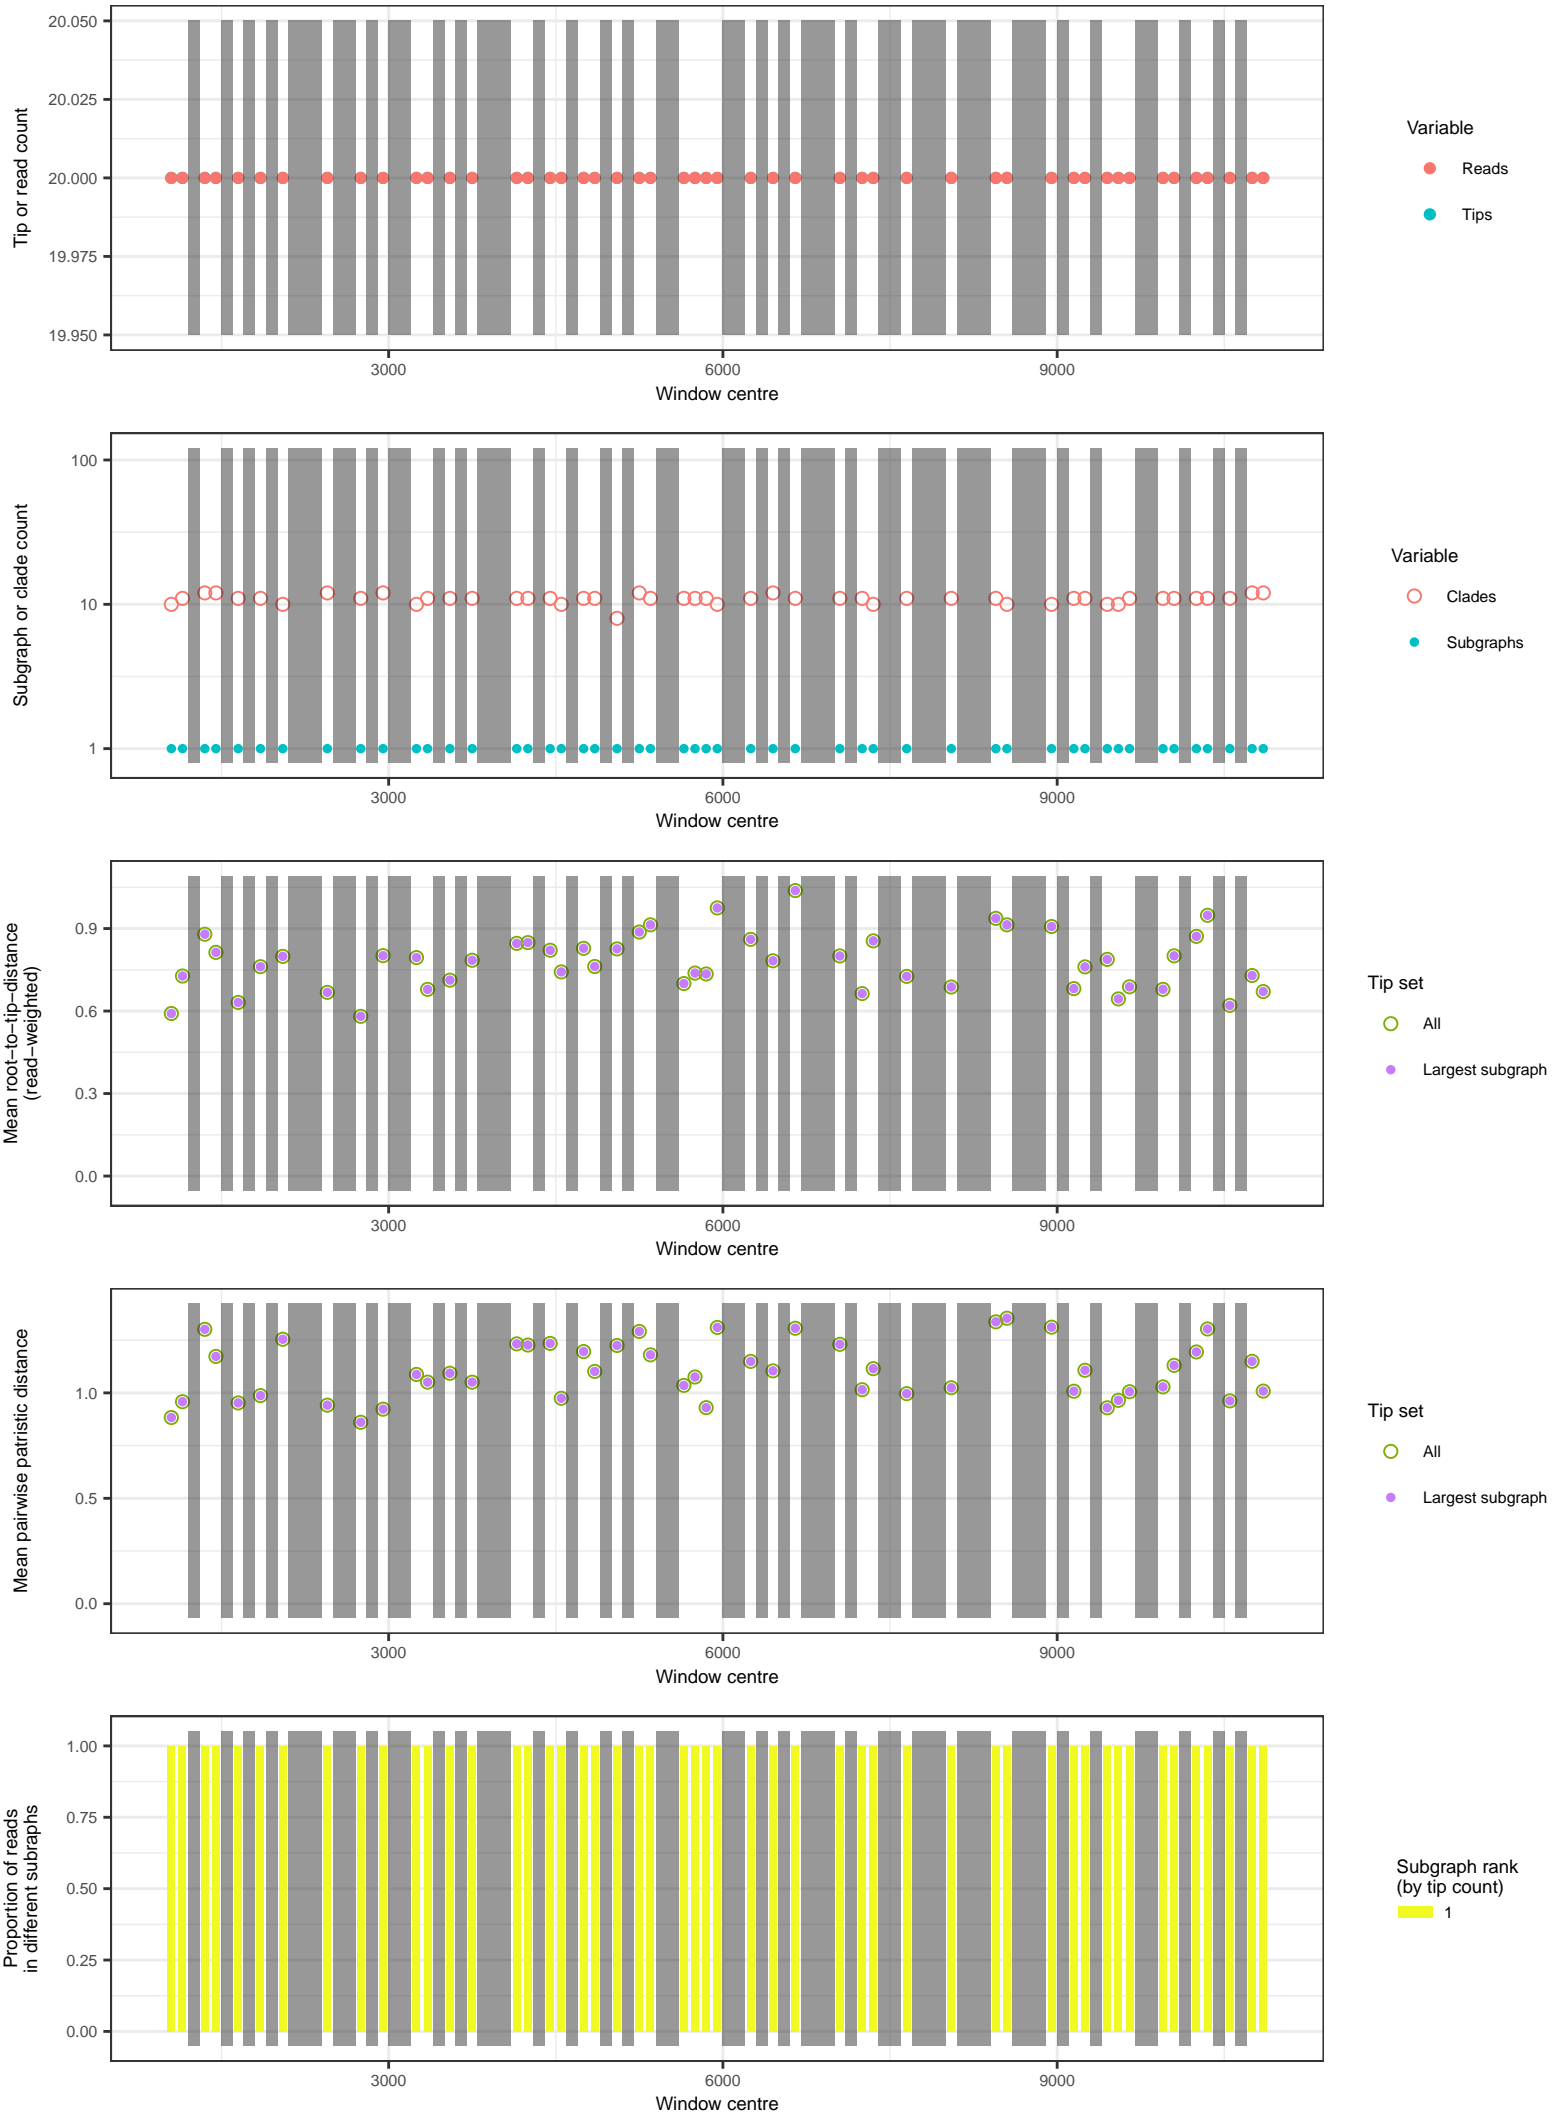 Tip or read count
20.050
20.025
20.000
19.975
19.950
3000
6000
9000
Window centre
Variable
Reads
Tips
Subgraph or clade count
100
10
1
3000
6000
9000
Window centre
Variable
Clades
Subgraphs
Mean root−to−tip−distance
(read−weighted)
0.9
0.6
0.3
0.0
3000
6000
9000
Window centre
Tip set
All
Largest subgraph
Mean pairwise patristic distance
1.0
0.5
0.0
3000
6000
9000
Window centre
Tip set
All
Largest subgraph
Proportion of reads
in different subraphs
1.00
0.75
0.50
0.25
0.00
3000
6000
9000
Window centre
Subgraph rank
(by tip count)
1